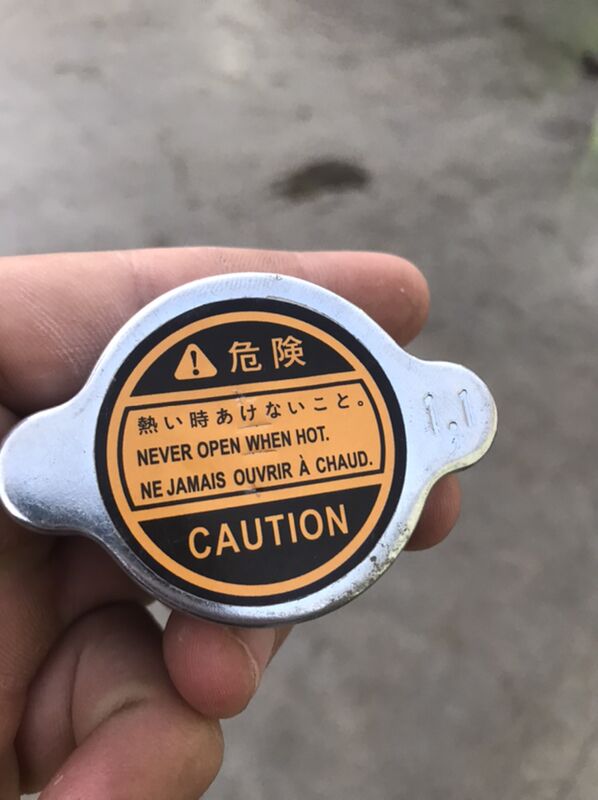 危険
熱い時あけないこと。
NEVER OPEN WHEN HOT.
NE JAMAIS OUVRIR À CHAUD.
CAUTION
1.1